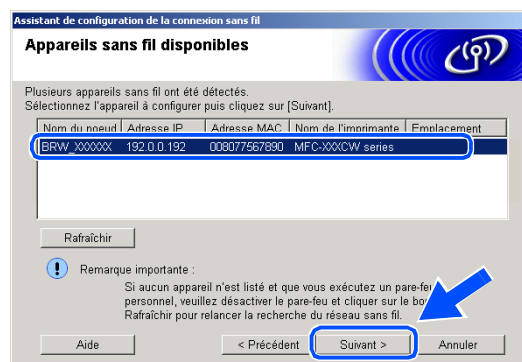 Assistant de configuration de la connexion sans fil
Appareils sans fil disponibles
Plusieurs appareils sans fil ont été détectés.
Sélectionnez l'appareil à configurer puis cliquez sur [Suivant].
Nom du noeud Adresse IP Adresse MAC Nom de l'imprimante Emplacement
BRW_XXXXXX 192.0.0.192 008077567890 MFC-XXXCW series
Rafraîchir
Remarque importante :
Si aucun appareil n'est listé et que vous exécutez un
personnel, veuillez désactiver le pare-feu et cliquer sur le
Rafraîchir pour relancer la recherche du réseau sans fil.
Aide < Précédent Suivant > Annuler